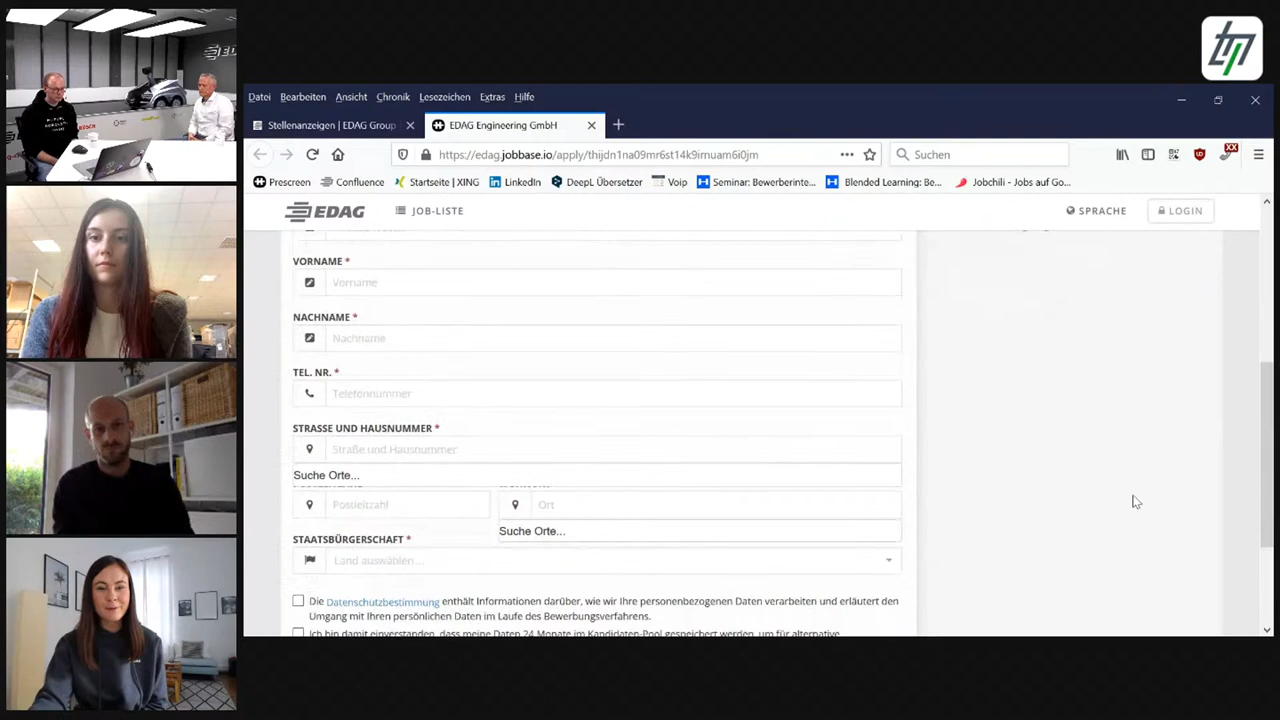 Datei Bearbeiten Ansicht Chronik Lesezeichen Extras Hilfe
Stellenanzeigen | EDAG Group
EDAG Engineering GmbH
https://edag.jobbase.io/apply/thijdn1na09mr6st14k9irnuam6i0jm
Suchen
XX
Prescreen Confluence Startseite | XING LinkedIn DeepL Übersetzer Voip Seminar: Bewerberinte... Blended Learning: Be... Jobchili - Jobs auf Go...
EDAG JOB-LISTE SPRACHE LOGIN
VORNAME *
Vorname
NACHNAME *
Nachname
TEL. NR. *
Telefonnummer
STRASSE UND HAUSNUMMER *
Straße und Hausnummer
Suche Orte...
Postleitzahl Ort
Suche Orte...
STAATSBÜRGERSCHAFT *
Land auswählen...
Die Datenschutzbestimmung enthält Informationen darüber, wie wir Ihre personenbezogenen Daten verarbeiten und erläutert den
Umgang mit Ihren persönlichen Daten im Laufe des Bewerbungsverfahrens.
Ich bin damit einverstanden, dass meine Daten 24 Monate im Kandidaten-Pool gespeichert werden, um für alternative